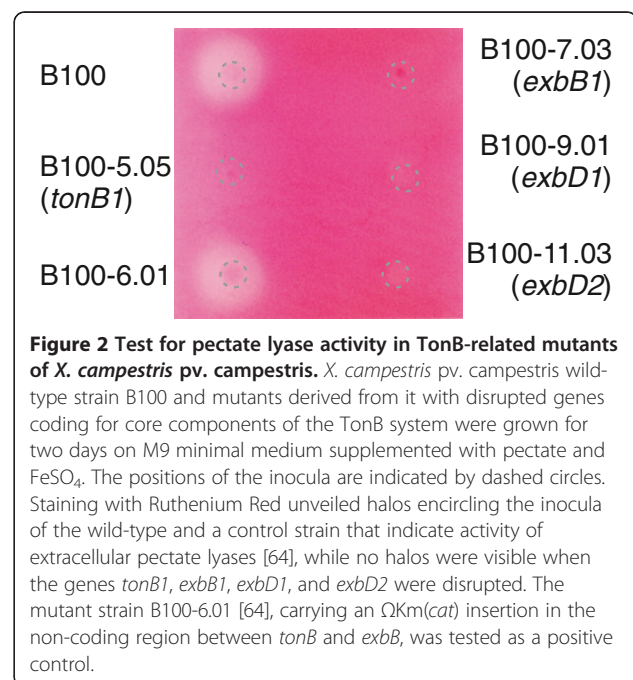 B100
B100-5.05
(tonB1)
B100-6.01
B100-7.03
(exbB1)
B100-9.01
(exbD1)
B100-11.03
(exbD2)
Figure 2 Test for pectate lyase activity in TonB-related mutants
of X. campestris pv. campestris. X. campestris pv. campestris wild-
type strain B100 and mutants derived from it with disrupted genes
coding for core components of the TonB system were grown for
two days on M9 minimal medium supplemented with pectate and
FeSO₄. The positions of the inocula are indicated by dashed circles.
Staining with Ruthenium Red unveiled halos encircling the inocula
of the wild-type and a control strain that indicate activity of
extracellular pectate lyases [64], while no halos were visible when
the genes tonB1, exbB1, exbD1, and exbD2 were disrupted. The
mutant strain B100-6.01 [64], carrying an ΩKm(cat) insertion in the
non-coding region between tonB and exbB, was tested as a positive
control.